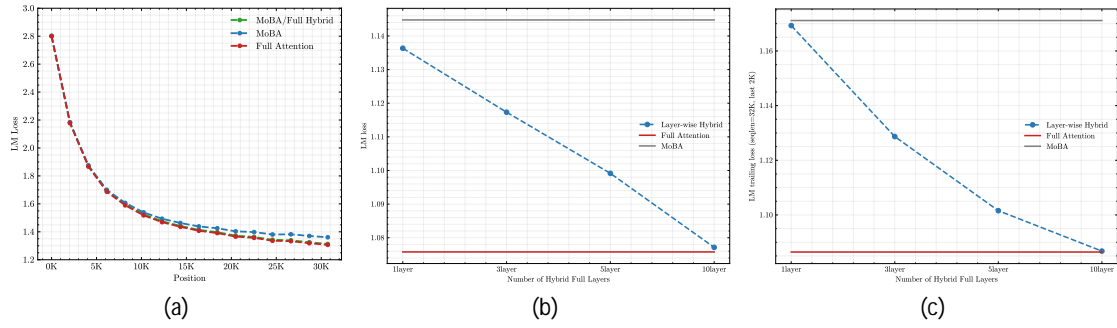 3.0
2.8
2.6
2.4
2.2
2.0
1.8
1.6
1.4
1.2
LM Loss
MoBA/Full Hybrid
MoBA
Full Attention
0K 5K 10K 15K 20K 25K 30K
Position
(a)
1.14
1.13
1.12
1.11
1.10
1.09
1.08
LM loss
Layer-wise Hybrid
Full Attention
MoBA
1layer 3layer 5layer 10layer
Number of Hybrid Full Layers
(b)
1.16
1.14
1.12
1.10
LM trailing loss (seqlen=32K, last 2K)
Layer-wise Hybrid
Full Attention
MoBA
1layer 3layer 5layer 10layer
Number of Hybrid Full Layers
(c)